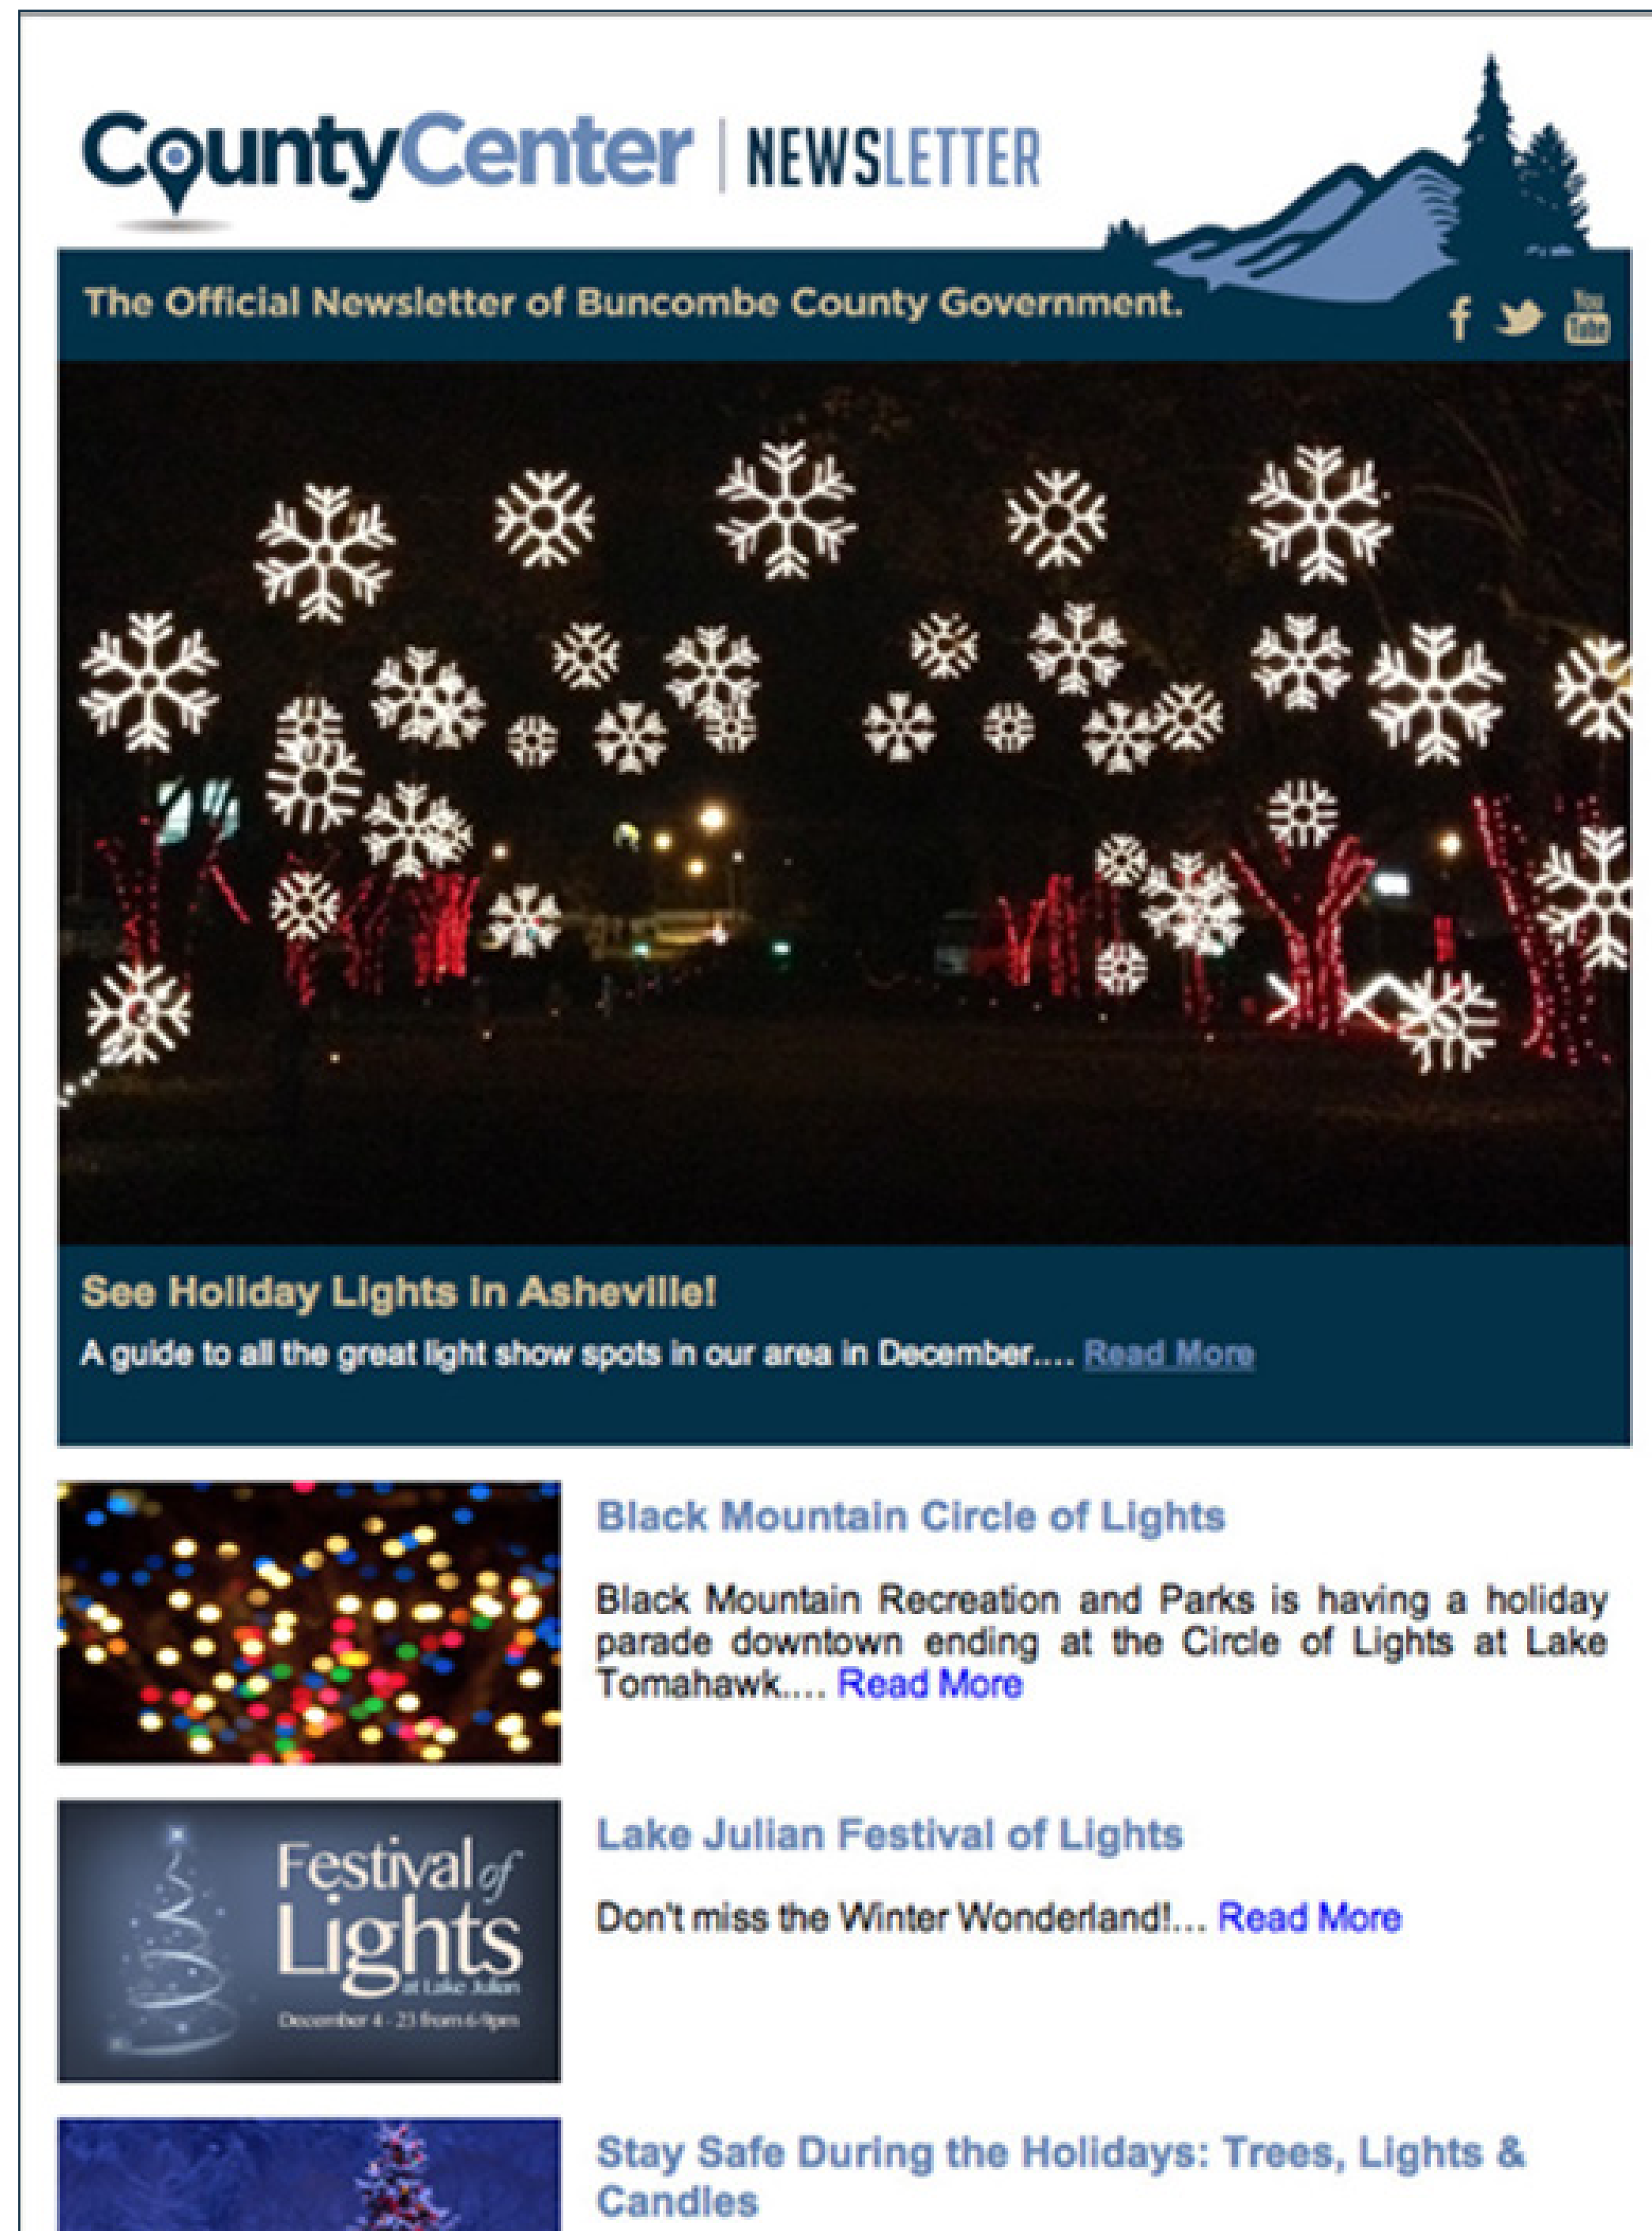 CountyCenter | NEWSLETTER
The Official Newsletter of Buncombe County Government.
f
You
Tube
See Holiday Lights in Asheville!
A guide to all the great light show spots in our area in December.... Read More
Black Mountain Circle of Lights
Black Mountain Recreation and Parks is having a holiday
parade downtown ending at the Circle of Lights at Lake
Tomahawk.... Read More
Festival of
Lights
at Lake Julian
December 4 - 23 from 6-9pm
Lake Julian Festival of Lights
Don't miss the Winter Wonderland!... Read More
Stay Safe During the Holidays: Trees, Lights &
Candles